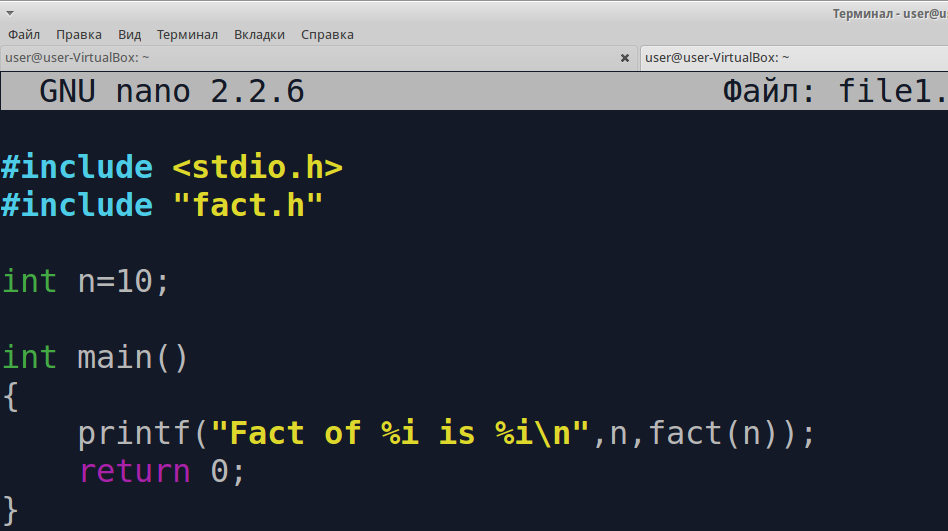 Терминал - user@u
Файл Правка Вид Терминал Вкладки Справка
user@user-VirtualBox: ~ user@user-VirtualBox: ~
GNU nano 2.2.6 Файл: file1.
#include <stdio.h>
#include "fact.h"
int n=10;
int main()
{
    printf("Fact of %i is %i\n",n,fact(n));
    return 0;
}